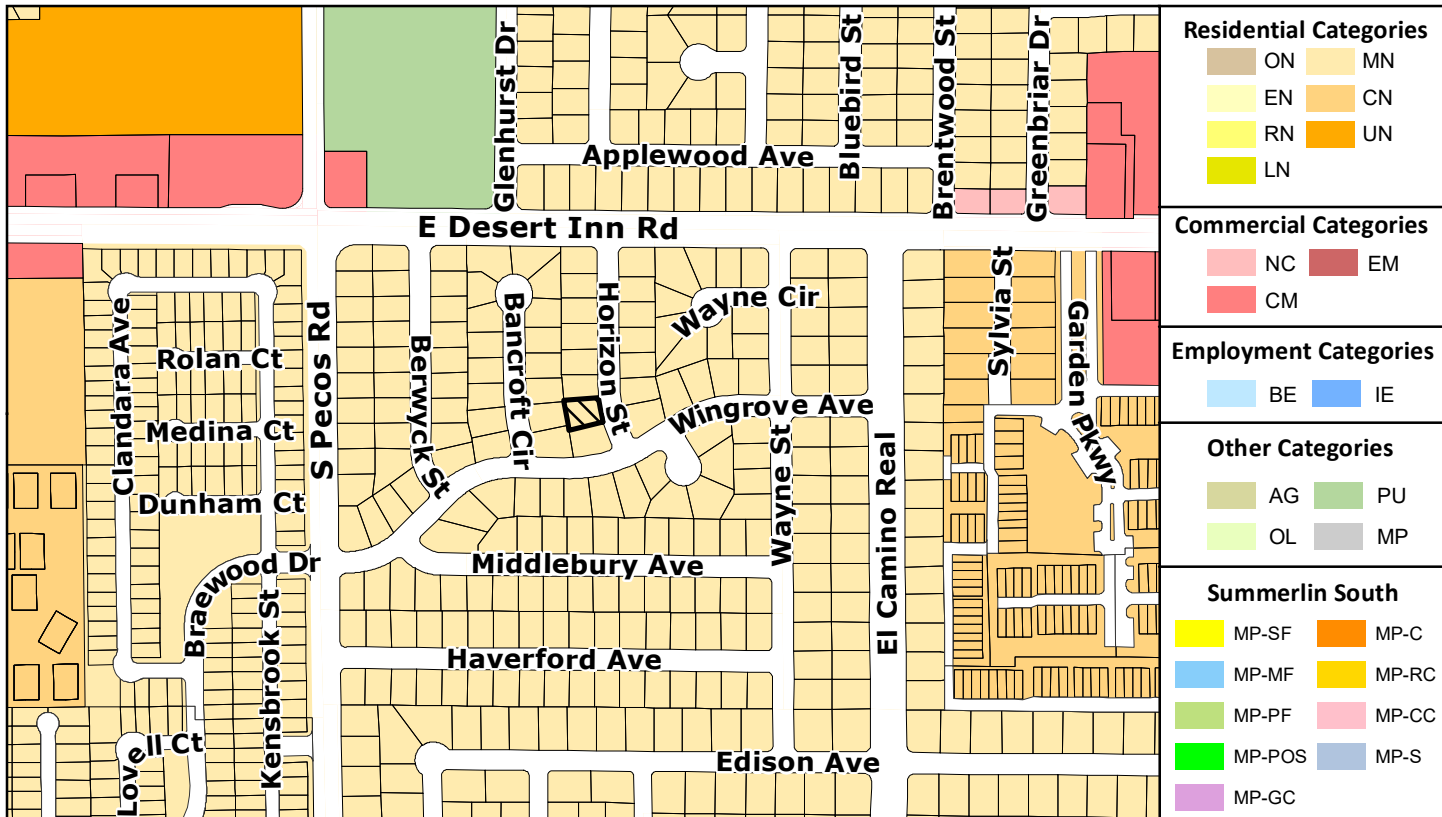 Glenhurst Dr
Bluebird St
Brentwood St
Greenbriar Dr
Applewood Ave
E Desert Inn Rd
Clandara Ave
Rolan Ct
Medina Ct
Dunham Ct
S Pecos Rd
Berwyck St
Bancroft Cir
Horizon St
Wayne Cir
Wingrove Ave
Wayne St
El Camino Real
Sylvia St
Garden Pkwy
Braewood Dr
Kensbrook St
Middlebury Ave
Haverford Ave
Lovell Ct
Edison Ave
Residential Categories
ON MN
EN CN
RN UN
LN
Commercial Categories
NC EM
CM
Employment Categories
BE IE
Other Categories
AG PU
OL MP
Summerlin South
MP-SF MP-C
MP-MF MP-RC
MP-PF MP-CC
MP-POS MP-S
MP-GC